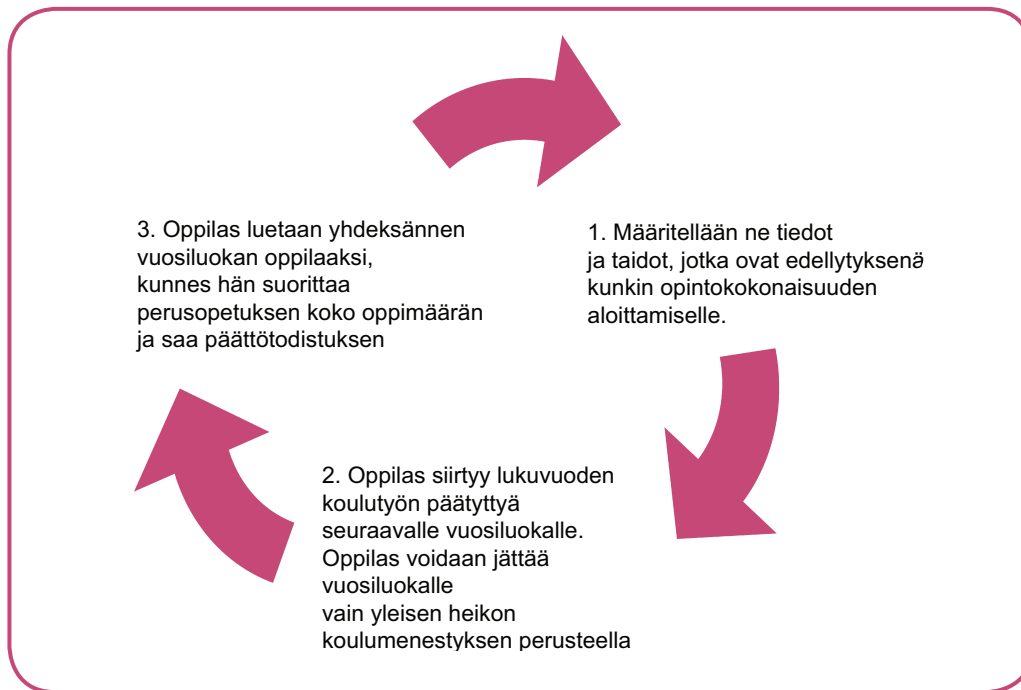 1. Määritellään ne tiedot
ja taidot, jotka ovat edellytyksenä
kunkin opintokokonaisuuden
aloittamiselle.
2. Oppilas siirtyy lukuvuoden
koulutyön päätyttyä
seuraavalle vuosiluokalle.
Oppilas voidaan jättää
vuosiluokalle
vain yleisen heikon
koulumenestyksen perusteella
3. Oppilas luetaan yhdeksännen
vuosiluokan oppilaaksi,
kunnes hän suorittaa
perusopetuksen koko oppimäärän
ja saa päättötodistuksen